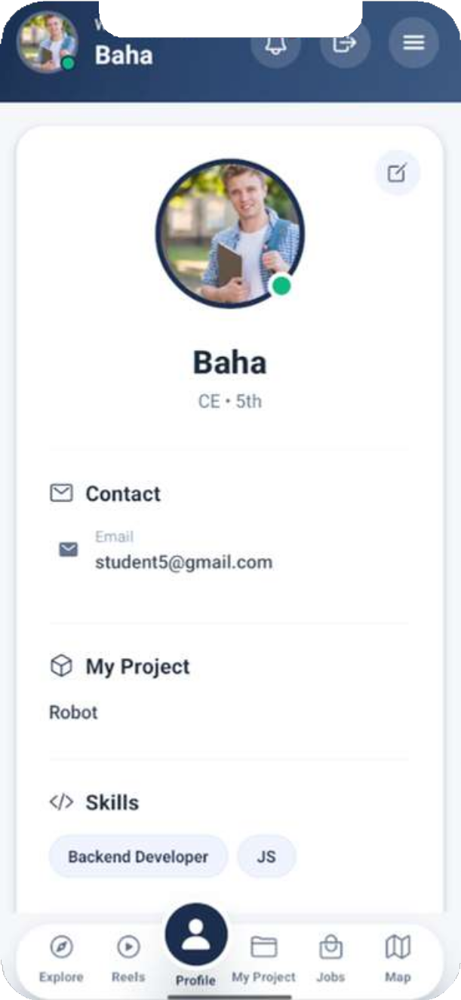 Baha
Baha
CE • 5th
Contact
Email
student5@gmail.com
My Project
Robot
Skills
Backend Developer
JS
Explore
Reels
Profile
My Project
Jobs
Map